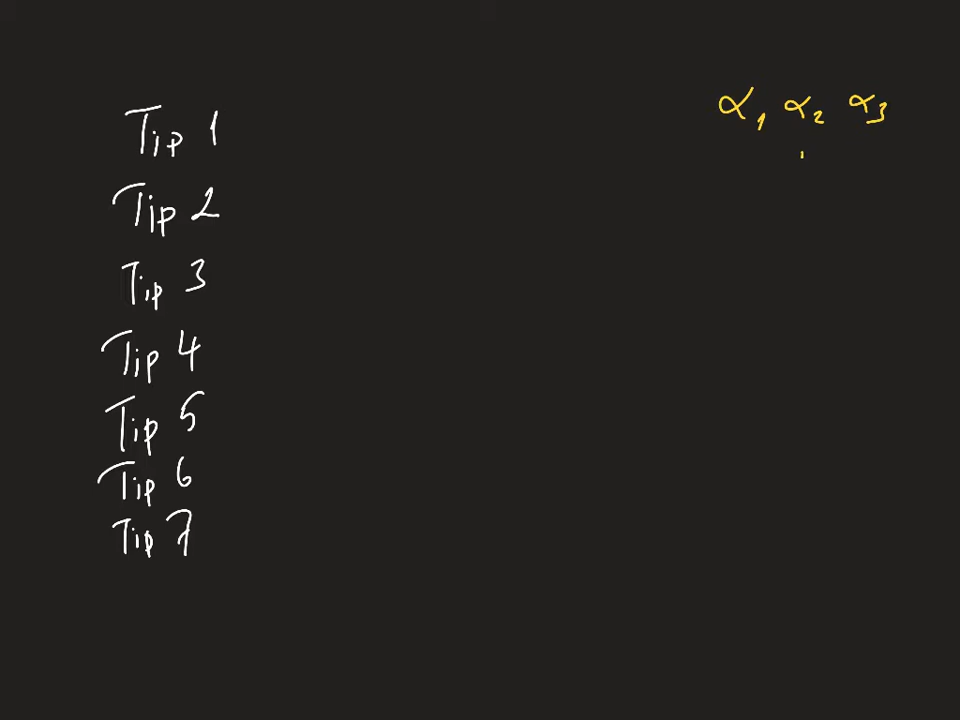 Tip 1
α₁ α₂ α₃
Tip 2
Tip 3
Tip 4
Tip 5
Tip 6
Tip 7